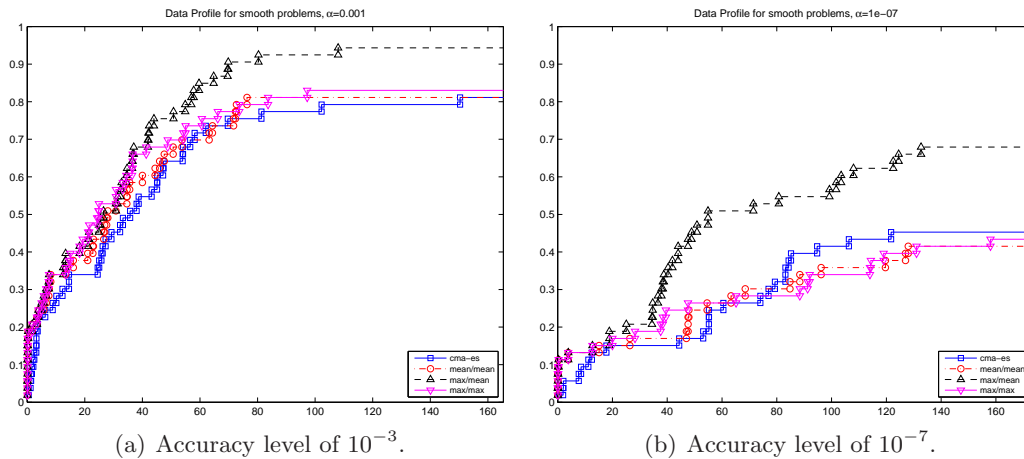 Data Profile for smooth problems, α=0.001
1
0.9
0.8
0.7
0.6
0.5
0.4
0.3
0.2
0.1
0
0 20 40 60 80 100 120 140 160
cma-es
mean/mean
max/mean
max/max
(a) Accuracy level of 10⁻³.
Data Profile for smooth problems, α=1e-07
1
0.9
0.8
0.7
0.6
0.5
0.4
0.3
0.2
0.1
0
0 20 40 60 80 100 120 140 160
cma-es
mean/mean
max/mean
max/max
(b) Accuracy level of 10⁻⁷.